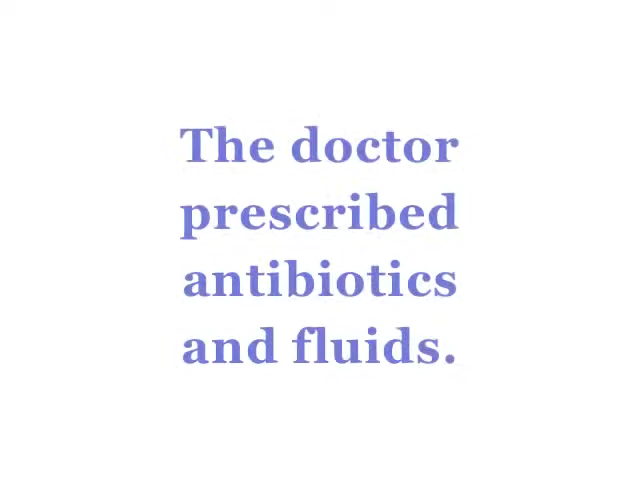 The doctor
prescribed
antibiotics
and fluids.